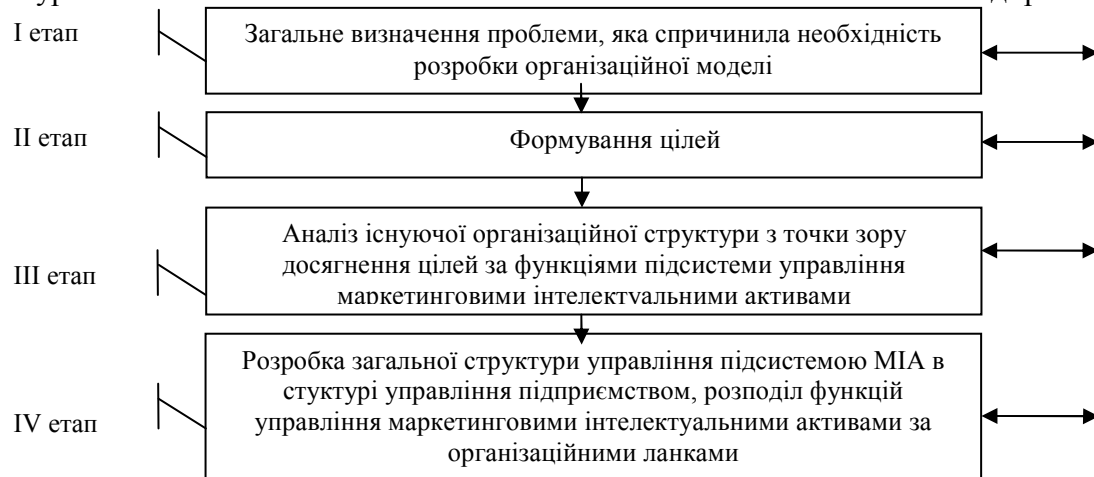 I етап
Загальне визначення проблеми, яка спричинила необхідність
розробки організаційної моделі
II етап
Формування цілей
III етап
Аналіз існуючої організаційної структури з точки зору
досягнення цілей за функціями підсистеми управління
маркетинговими інтелектуальними активами
IV етап
Розробка загальної структури управління підсистемою МІА в
стуктурі управління підприємством, розподіл функцій
управління маркетинговими інтелектуальними активами за
організаційними ланками